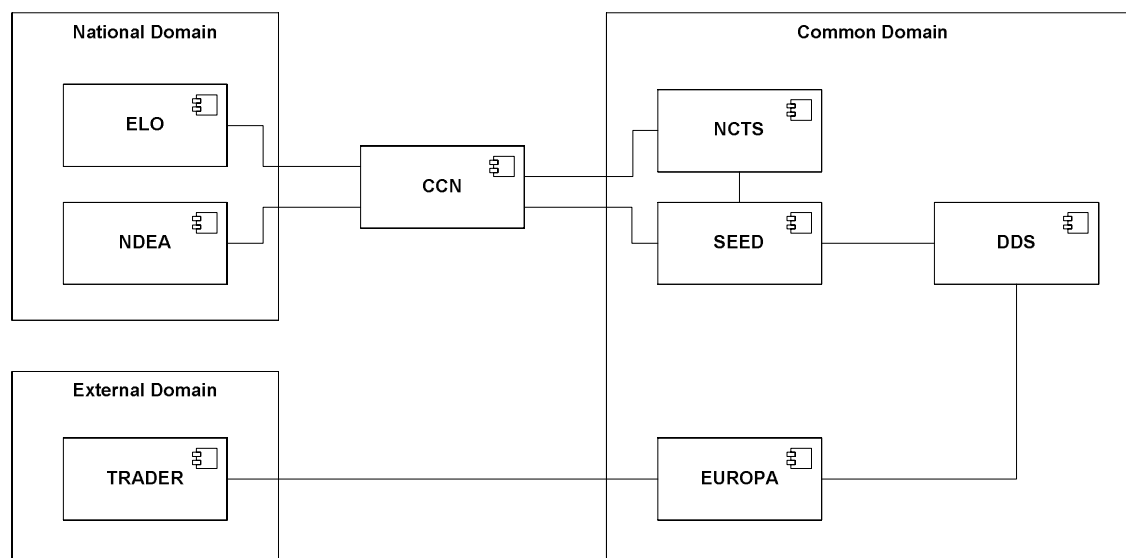 National Domain
Common Domain
ELO
NCTS
CCN
NDEA
SEED
DDS
External Domain
TRADER
EUROPA